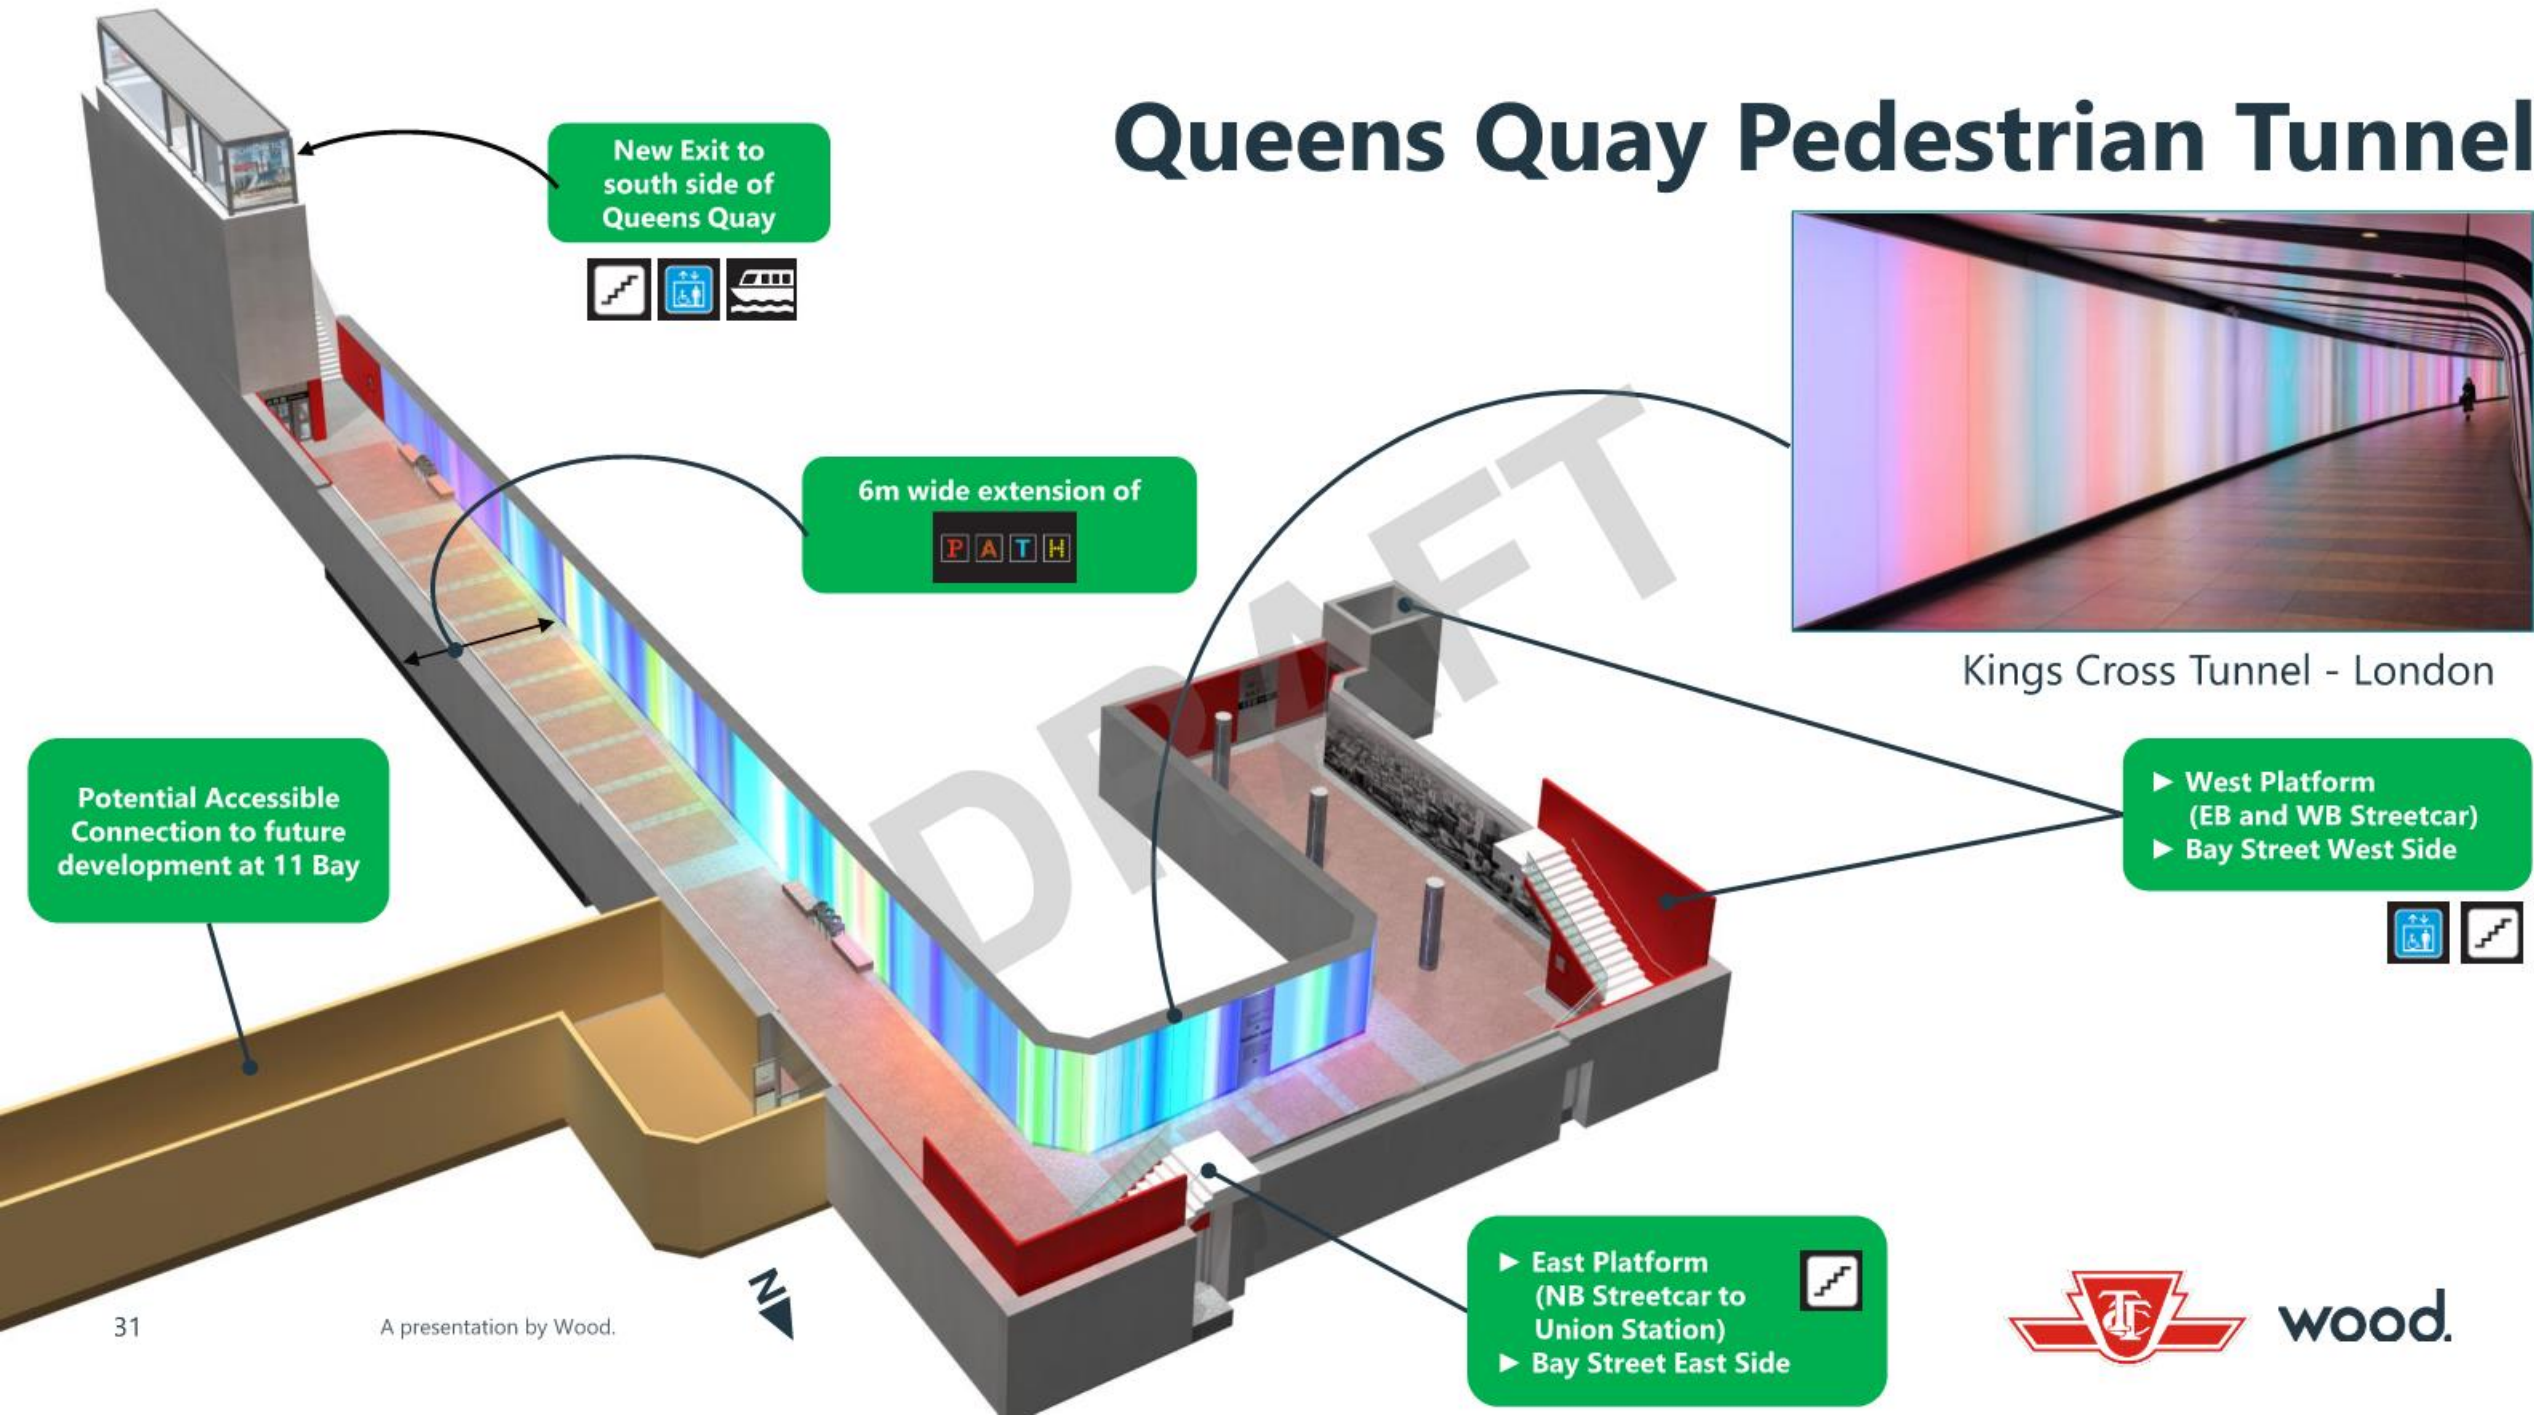 Queens Quay Pedestrian Tunnel
New Exit to
south side of
Queens Quay
6m wide extension of
PATH
DRAFT
Kings Cross Tunnel - London
Potential Accessible
Connection to future
development at 11 Bay
► West Platform
(EB and WB Streetcar)
► Bay Street West Side
► East Platform
(NB Streetcar to
Union Station)
► Bay Street East Side
N
31
A presentation by Wood.
TTC
wood.